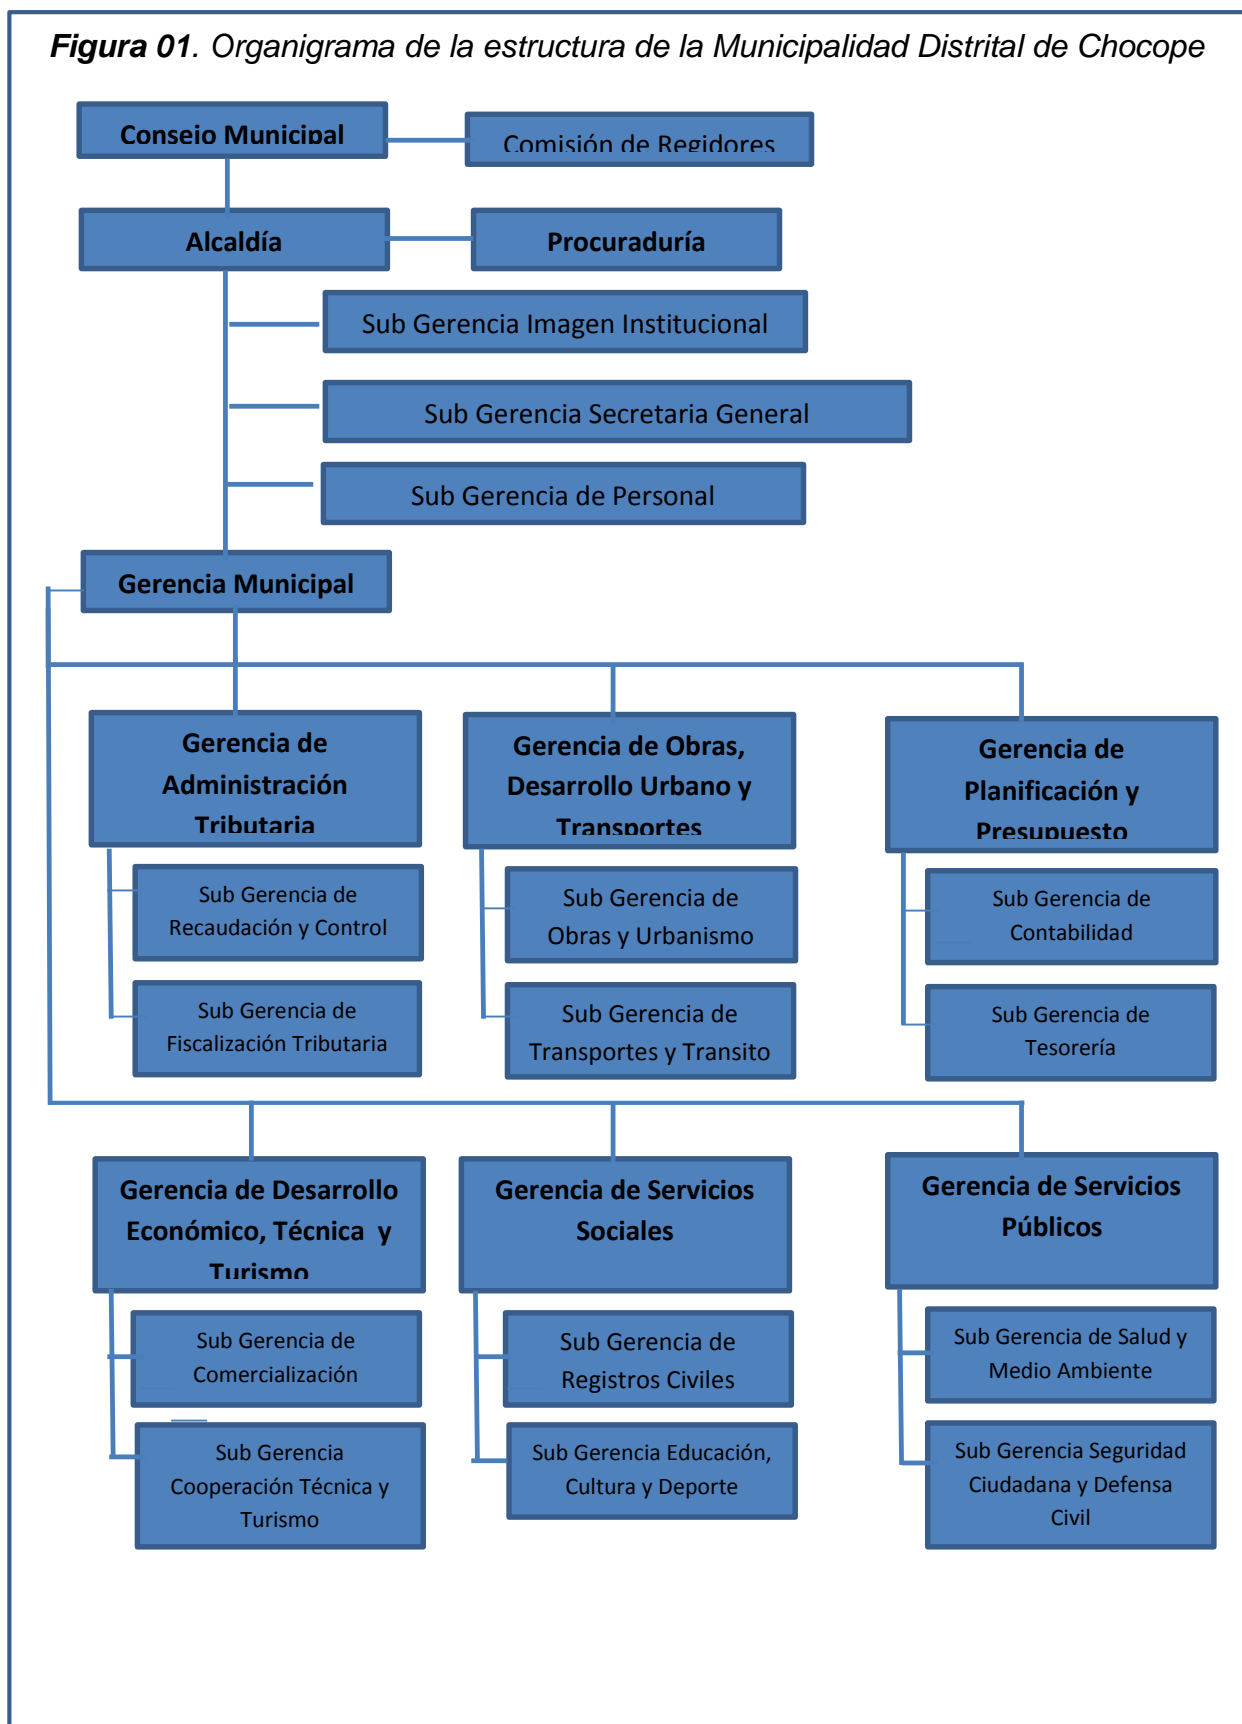 Figura 01. Organigrama de la estructura de la Municipalidad Distrital de Chocope
Consejo Municipal
Comisión de Regidores
Alcaldía
Procuraduría
Sub Gerencia Imagen Institucional
Sub Gerencia Secretaria General
Sub Gerencia de Personal
Gerencia Municipal
Gerencia de
Administración
Tributaria
Gerencia de Obras,
Desarrollo Urbano y
Transportes
Gerencia de
Planificación y
Presupuesto
Sub Gerencia de
Recaudación y Control
Sub Gerencia de
Obras y Urbanismo
Sub Gerencia de
Contabilidad
Sub Gerencia de
Fiscalización Tributaria
Sub Gerencia de
Transportes y Transito
Sub Gerencia de
Tesorería
Gerencia de Desarrollo
Económico, Técnica y
Turismo
Gerencia de Servicios
Sociales
Gerencia de Servicios
Públicos
Sub Gerencia de
Comercialización
Sub Gerencia de
Registros Civiles
Sub Gerencia de Salud y
Medio Ambiente
Sub Gerencia
Cooperación Técnica y
Turismo
Sub Gerencia Educación,
Cultura y Deporte
Sub Gerencia Seguridad
Ciudadana y Defensa
Civil